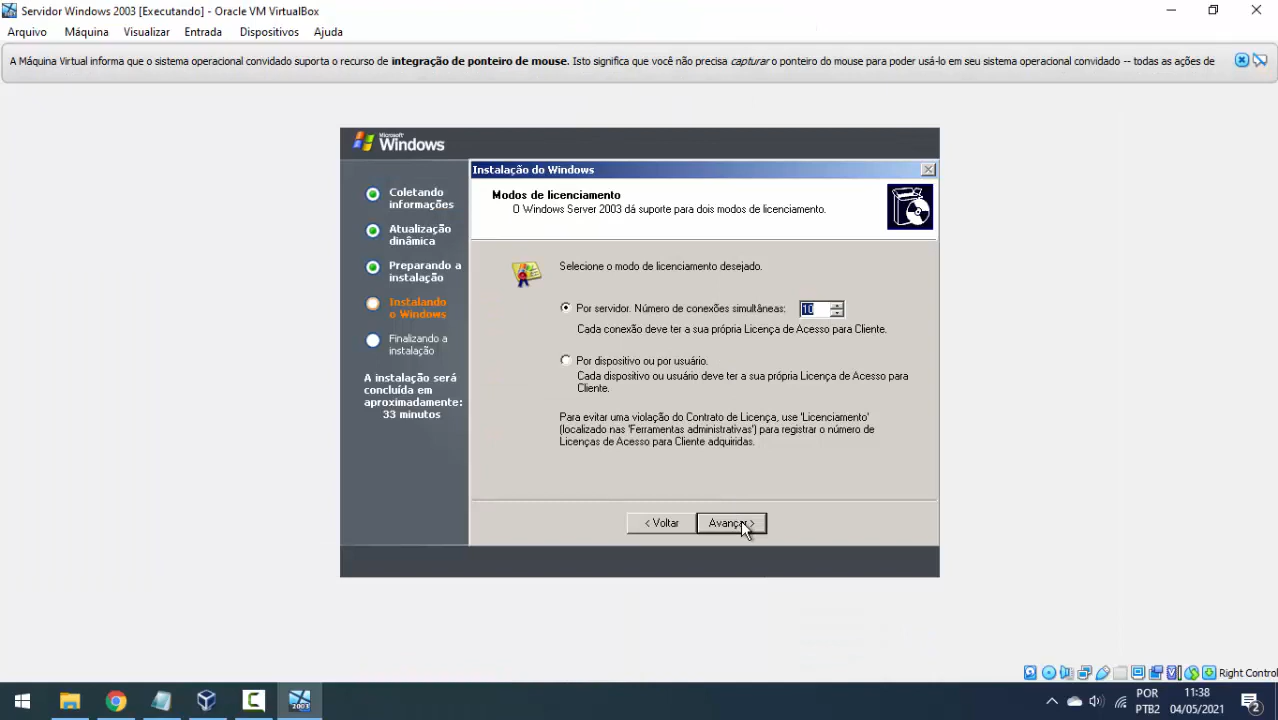 Servidor Windows 2003 [Executando] - Oracle VM VirtualBox
Arquivo Máquina Visualizar Entrada Dispositivos Ajuda
A Máquina Virtual informa que o sistema operacional convidado suporta o recurso de integração de ponteiro de mouse. Isto significa que você não precisa capturar o ponteiro do mouse para poder usá-lo em seu sistema operacional convidado -- todas as ações de
Microsoft
Windows
Coletando
informações
Atualização
dinâmica
Preparando a
instalação
Instalando
o Windows
Finalizando a
instalação
A instalação será
concluída em
aproximadamente:
33 minutos
Instalação do Windows
Modos de licenciamento
O Windows Server 2003 dá suporte para dois modos de licenciamento.
Selecione o modo de licenciamento desejado.
Por servidor. Número de conexões simultâneas: 10
Cada conexão deve ter a sua própria Licença de Acesso para Cliente.
Por dispositivo ou por usuário.
Cada dispositivo ou usuário deve ter a sua própria Licença de Acesso para
Cliente.
Para evitar uma violação do Contrato de Licença, use 'Licenciamento'
(localizado nas 'Ferramentas administrativas') para registrar o número de
Licenças de Acesso para Cliente adquiridas.
< Voltar Avançar >
Right Control
2003
POR
PTB2
11:38
04/05/2021
2